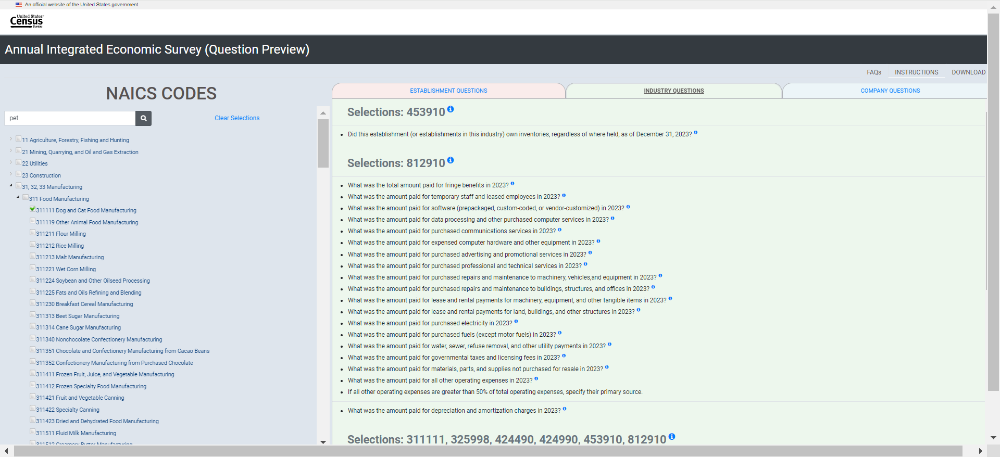 An official website of the United States government
United States®
Census
Bureau
Annual Integrated Economic Survey (Question Preview)
FAQs INSTRUCTIONS DOWNLOAD
NAICS CODES
pet
Clear Selections
11 Agriculture, Forestry, Fishing and Hunting
21 Mining, Quarrying, and Oil and Gas Extraction
22 Utilities
23 Construction
31, 32, 33 Manufacturing
311 Food Manufacturing
311111 Dog and Cat Food Manufacturing
311119 Other Animal Food Manufacturing
311211 Flour Milling
311212 Rice Milling
311213 Malt Manufacturing
311221 Wet Corn Milling
311224 Soybean and Other Oilseed Processing
311225 Fats and Oils Refining and Blending
311230 Breakfast Cereal Manufacturing
311313 Beet Sugar Manufacturing
311314 Cane Sugar Manufacturing
311340 Nonchocolate Confectionery Manufacturing
311351 Chocolate and Confectionery Manufacturing from Cacao Beans
311352 Confectionery Manufacturing from Purchased Chocolate
311411 Frozen Fruit, Juice, and Vegetable Manufacturing
311412 Frozen Specialty Food Manufacturing
311421 Fruit and Vegetable Canning
311422 Specialty Canning
311423 Dried and Dehydrated Food Manufacturing
311511 Fluid Milk Manufacturing
311512 Creamery Butter Manufacturing
ESTABLISHMENT QUESTIONS
INDUSTRY QUESTIONS
COMPANY QUESTIONS
Selections: 453910
Did this establishment (or establishments in this industry) own inventories, regardless of where held, as of December 31, 2023?
Selections: 812910
What was the total amount paid for fringe benefits in 2023?
What was the amount paid for temporary staff and leased employees in 2023?
What was the amount paid for software (prepackaged, custom-coded, or vendor-customized) in 2023?
What was the amount paid for data processing and other purchased computer services in 2023?
What was the amount paid for purchased communications services in 2023?
What was the amount paid for expensed computer hardware and other equipment in 2023?
What was the amount paid for purchased advertising and promotional services in 2023?
What was the amount paid for purchased professional and technical services in 2023?
What was the amount paid for purchased repairs and maintenance to machinery, vehicles,and equipment in 2023?
What was the amount paid for purchased repairs and maintenance to buildings, structures, and offices in 2023?
What was the amount paid for lease and rental payments for machinery, equipment, and other tangible items in 2023?
What was the amount paid for lease and rental payments for land, buildings, and other structures in 2023?
What was the amount paid for purchased electricity in 2023?
What was the amount paid for purchased fuels (except motor fuels) in 2023?
What was the amount paid for water, sewer, refuse removal, and other utility payments in 2023?
What was the amount paid for governmental taxes and licensing fees in 2023?
What was the amount paid for materials, parts, and supplies not purchased for resale in 2023?
What was the amount paid for all other operating expenses in 2023?
If all other operating expenses are greater than 50% of total operating expenses, specify their primary source.
What was the amount paid for depreciation and amortization charges in 2023?
Selections: 311111, 325998, 424490, 424990, 453910, 812910